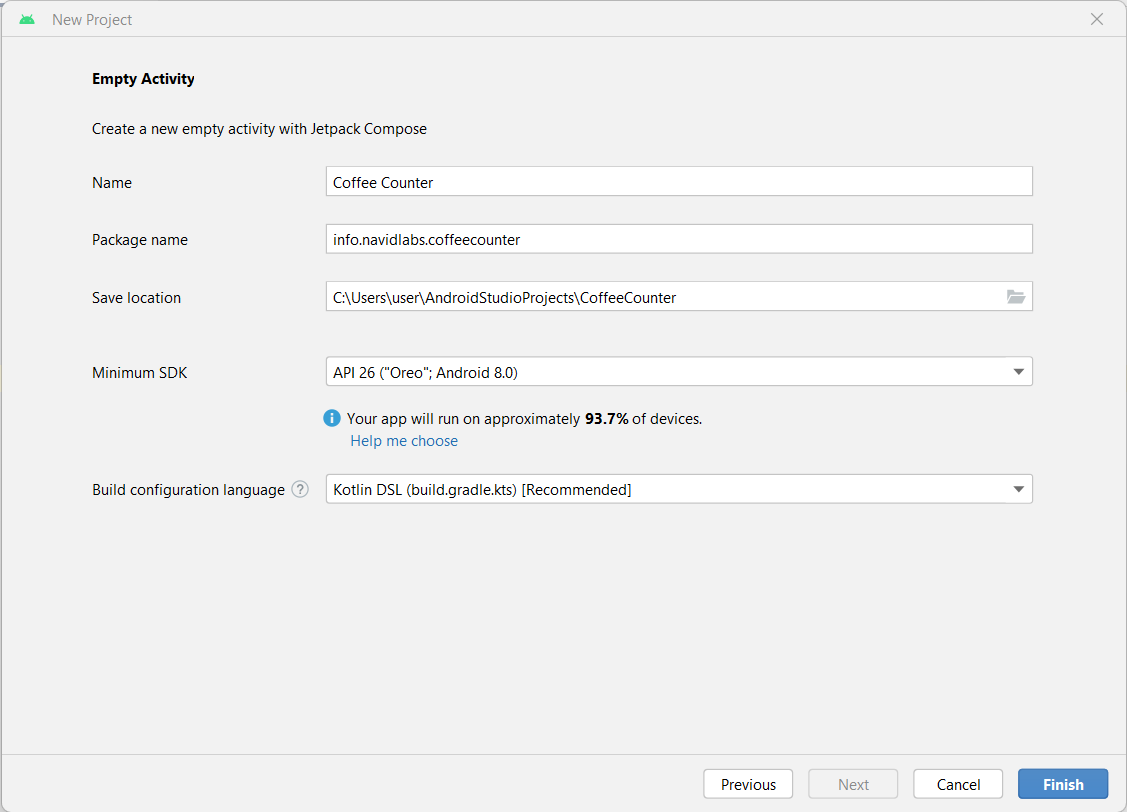 New Project
Empty Activity
Create a new empty activity with Jetpack Compose
Name
Coffee Counter
Package name
info.navidlabs.coffeecounter
Save location
C:\Users\user\AndroidStudioProjects\CoffeeCounter
Minimum SDK
API 26 ("Oreo"; Android 8.0)
Your app will run on approximately 93.7% of devices.
Help me choose
Build configuration language ?
Kotlin DSL (build.gradle.kts) [Recommended]
Previous
Next
Cancel
Finish